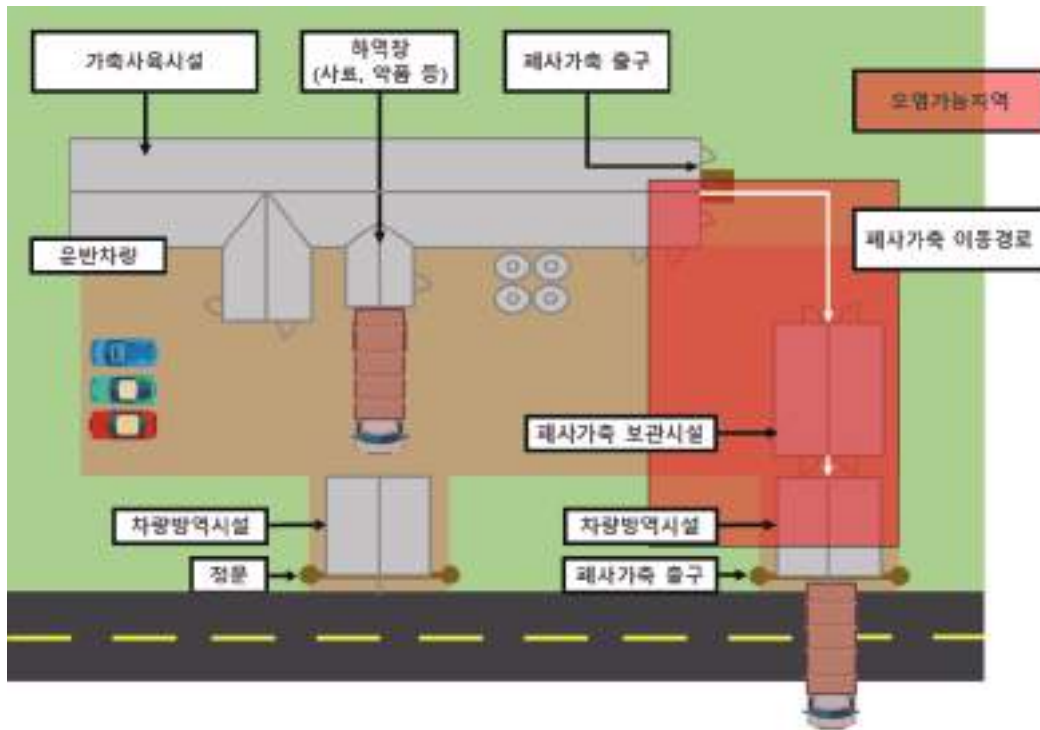 가축사육시설
하역장
(사료, 약품 등)
폐사가축 출구
오염가능지역
운반차량
폐사가축 이동경로
폐사가축 보관시설
차량방역시설
차량방역시설
정문
폐사가축 출구